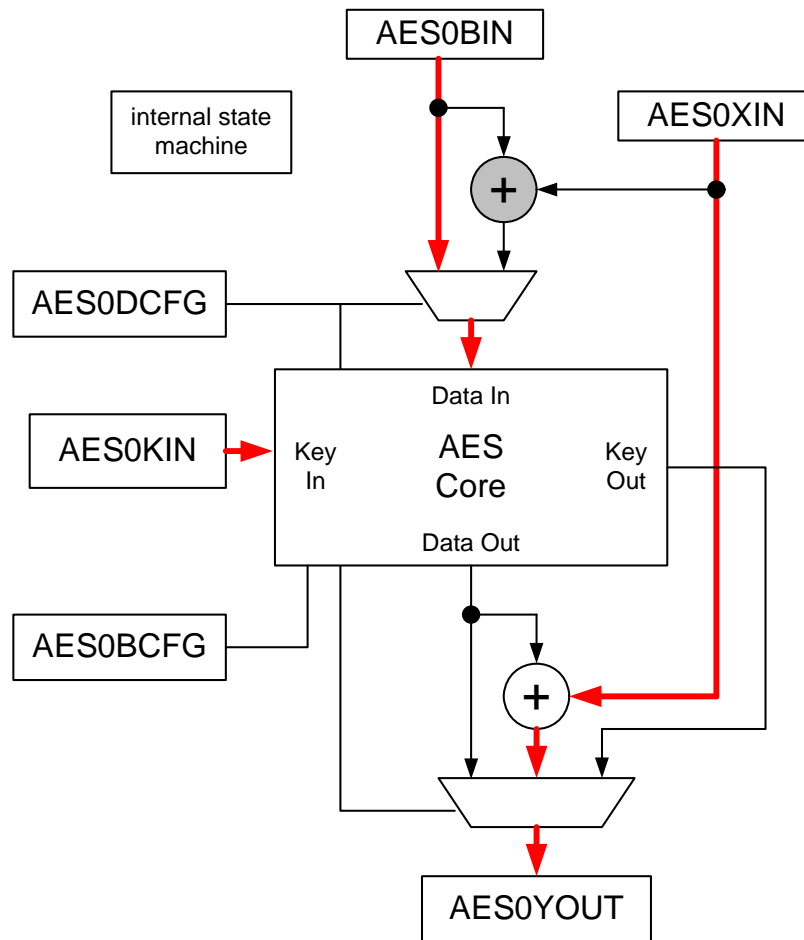 AES0BIN
internal state
machine
AES0XIN
+
AES0DCFG
Data In
AES0KIN
Key
In
AES
Core
Key
Out
Data Out
AES0BCFG
+
AES0YOUT